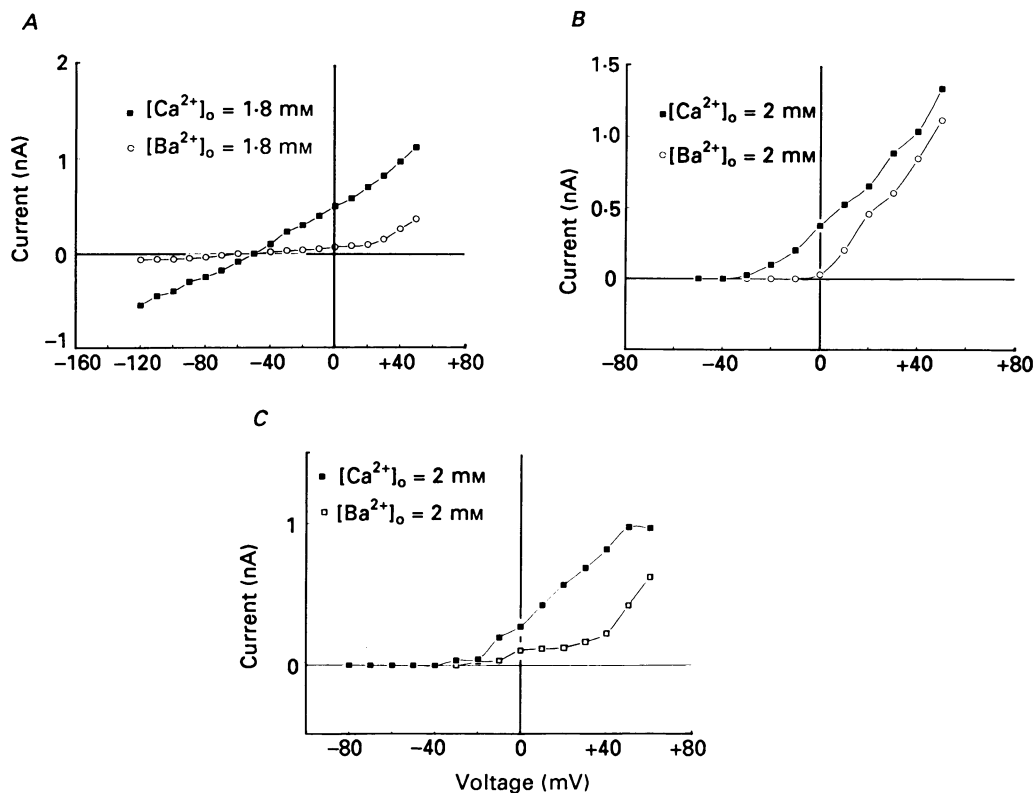 A
2
■ [Ca²⁺]ₒ = 1·8 mM
○ [Ba²⁺]ₒ = 1·8 mM
1
0
−1
Current (nA)
−160 −120 −80 −40 0 +40 +80
B
1·5
■ [Ca²⁺]ₒ = 2 mM
○ [Ba²⁺]ₒ = 2 mM
1·0
0·5
0
Current (nA)
−80 −40 0 +40 +80
C
■ [Ca²⁺]ₒ = 2 mM
□ [Ba²⁺]ₒ = 2 mM
1
0
Current (nA)
−80 −40 0 +40 +80
Voltage (mV)